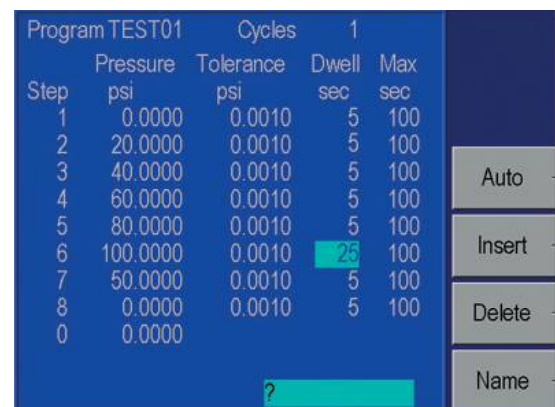 Program TEST01 Cycles 1
Pressure Tolerance Dwell Max
Step psi psi sec sec
1 0.0000 0.0010 5 100
2 20.0000 0.0010 5 100
3 40.0000 0.0010 5 100
4 60.0000 0.0010 5 100
5 80.0000 0.0010 5 100
6 100.0000 0.0010 25 100
7 50.0000 0.0010 5 100
8 0.0000 0.0010 5 100
0 0.0000
?
Auto
Insert
Delete
Name